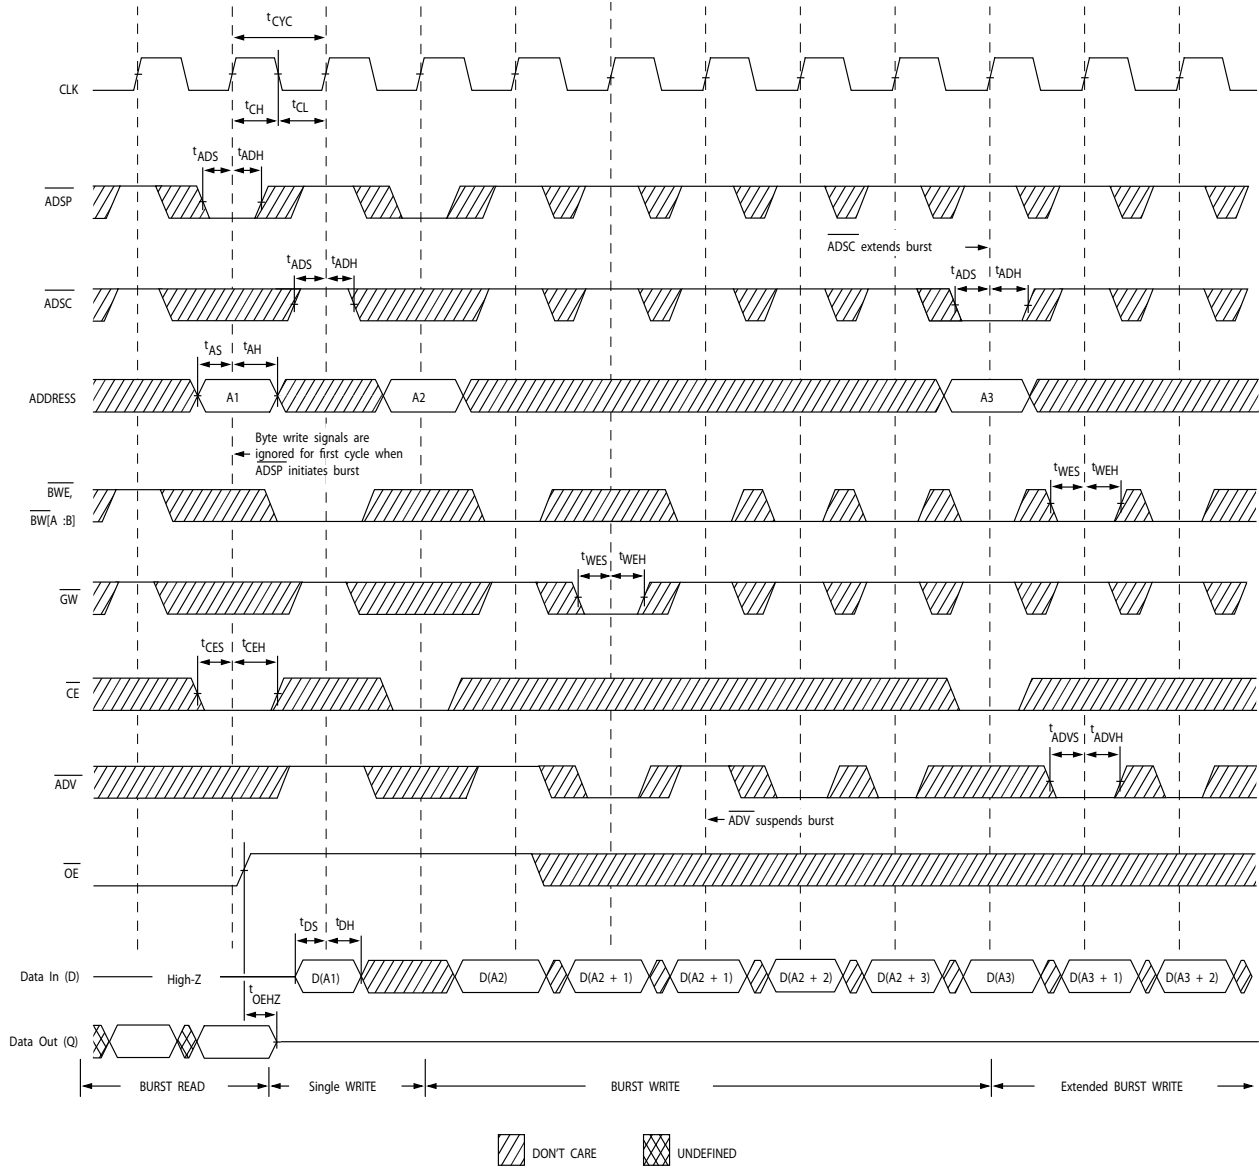 tCYC
CLK
tCH tCL
tADS tADH
ADSP
ADSC extends burst
tADS tADH tADS tADH
ADSC
tAS tAH
ADDRESS A1 A2 A3
Byte write signals are
ignored for first cycle when
ADSP initiates burst
tWES tWEH
BWE,
BW[A :B]
tWES tWEH
GW
tCES tCEH
CE
tADVS tADVH
ADV
ADV suspends burst
OE
tDS tDH
Data In (D) High-Z D(A1) D(A2) D(A2 + 1) D(A2 + 1) D(A2 + 2) D(A2 + 3) D(A3) D(A3 + 1) D(A3 + 2)
tOEHZ
Data Out (Q)
BURST READ Single WRITE BURST WRITE Extended BURST WRITE
DON'T CARE UNDEFINED